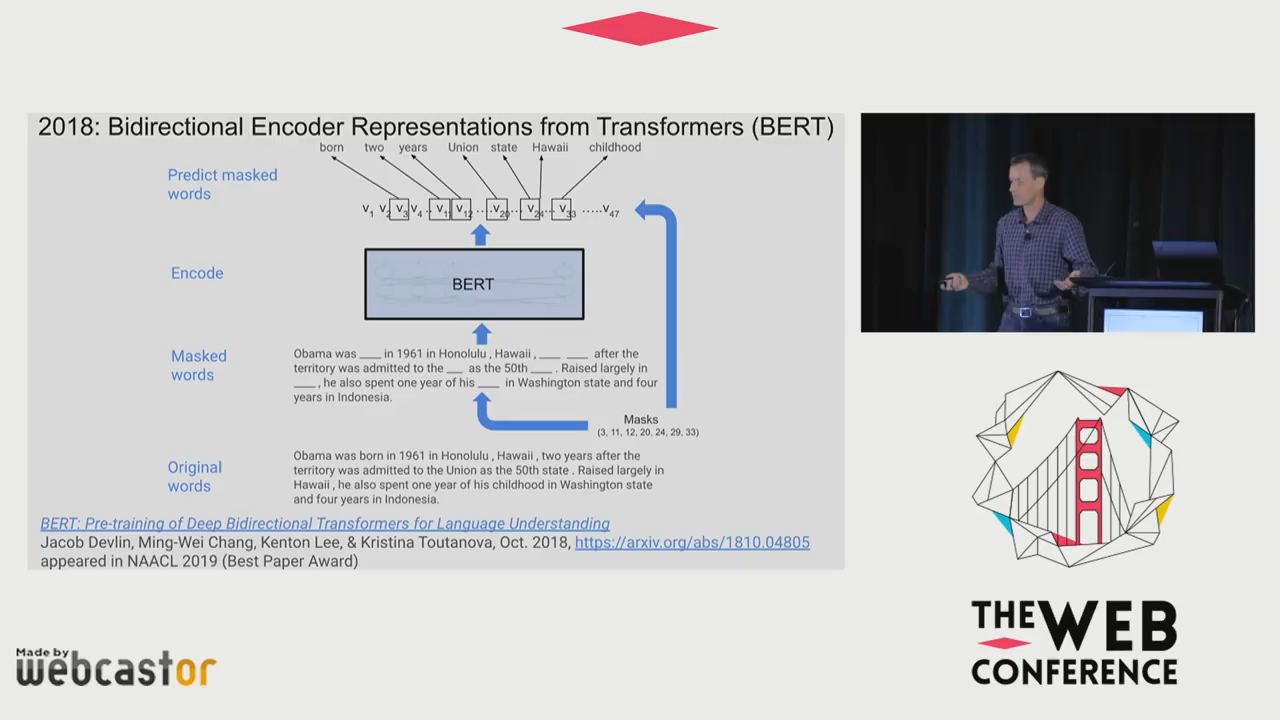 2018: Bidirectional Encoder Representations from Transformers (BERT)
born two years Union state Hawaii childhood
Predict masked
words
v1 v2 v3 v4 .. v11 v12 ... .v20 ... v24 ... v33 .....v47
Encode
BERT
Masked
words
Obama was ___ in 1961 in Honolulu , Hawaii , ___ ___ after the
territory was admitted to the __ as the 50th ___ . Raised largely in
___ , he also spent one year of his ___ in Washington state and four
years in Indonesia.
Masks
(3, 11, 12, 20, 24, 29, 33)
Original
words
Obama was born in 1961 in Honolulu , Hawaii , two years after the
territory was admitted to the Union as the 50th state . Raised largely in
Hawaii , he also spent one year of his childhood in Washington state
and four years in Indonesia.
BERT: Pre-training of Deep Bidirectional Transformers for Language Understanding
Jacob Devlin, Ming-Wei Chang, Kenton Lee, & Kristina Toutanova, Oct. 2018, https://arxiv.org/abs/1810.04805
appeared in NAACL 2019 (Best Paper Award)
THE WEB
CONFERENCE
Made by
webcastor